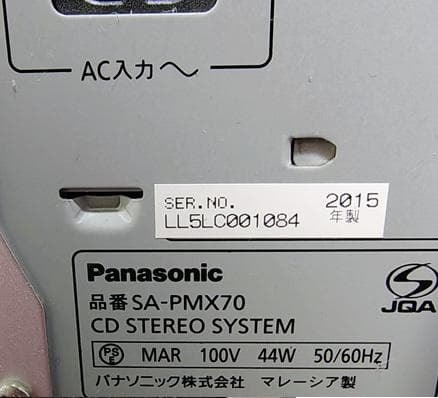 AC入力〜
SER.NO.
LL5LC001084
2015
年製
Panasonic
品番 SA-PMX70
CD STEREO SYSTEM
PS E MAR 100V 44W 50/60Hz
パナソニック株式会社 マレーシア製
JQA